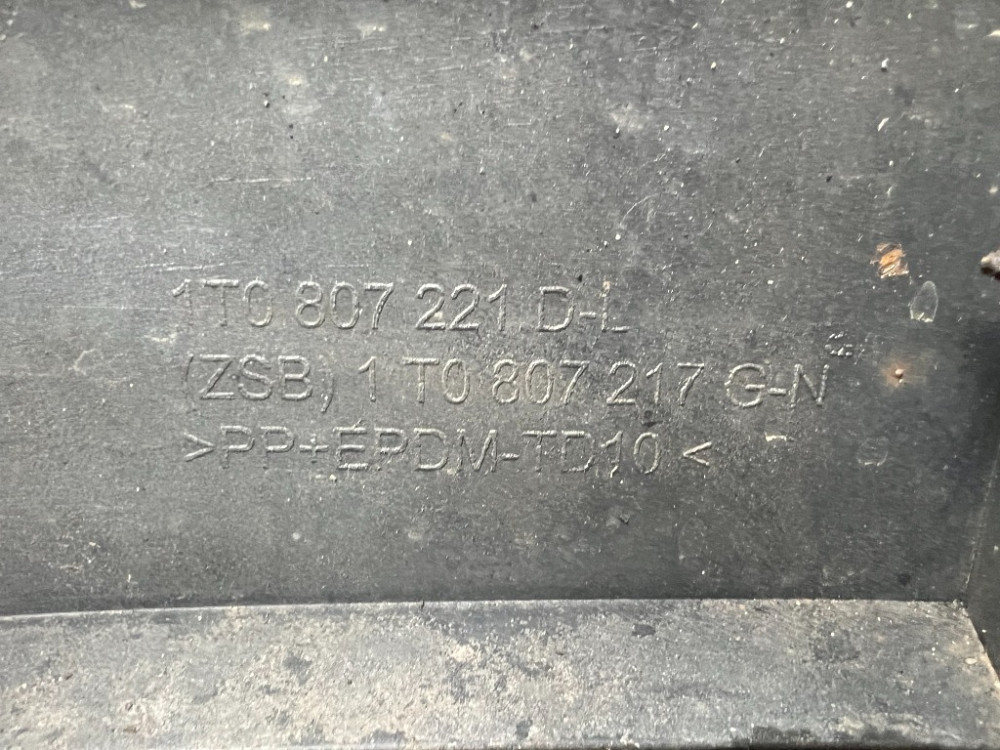 1T0 807 221 D-L
(ZSB) 1 T0 807 217 G-N
>PP+EPDM-TD10<